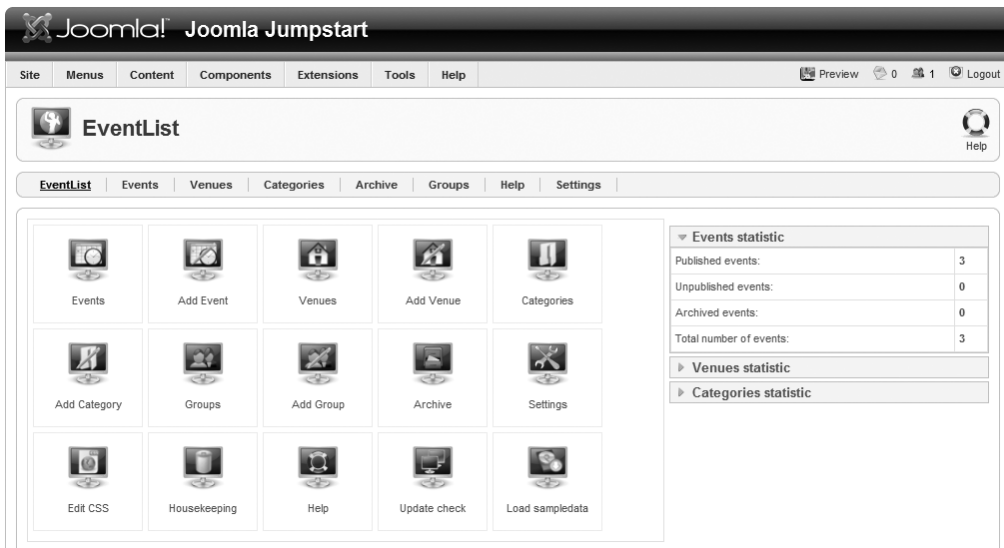 Joomla! Joomla Jumpstart
Site Menus Content Components Extensions Tools Help Preview 0 1 Logout
EventList
Help
EventList Events Venues Categories Archive Groups Help Settings
Events Add Event Venues Add Venue Categories
Add Category Groups Add Group Archive Settings
Edit CSS Housekeeping Help Update check Load sampledata
Events statistic
Published events: 3
Unpublished events: 0
Archived events: 0
Total number of events: 3
Venues statistic
Categories statistic